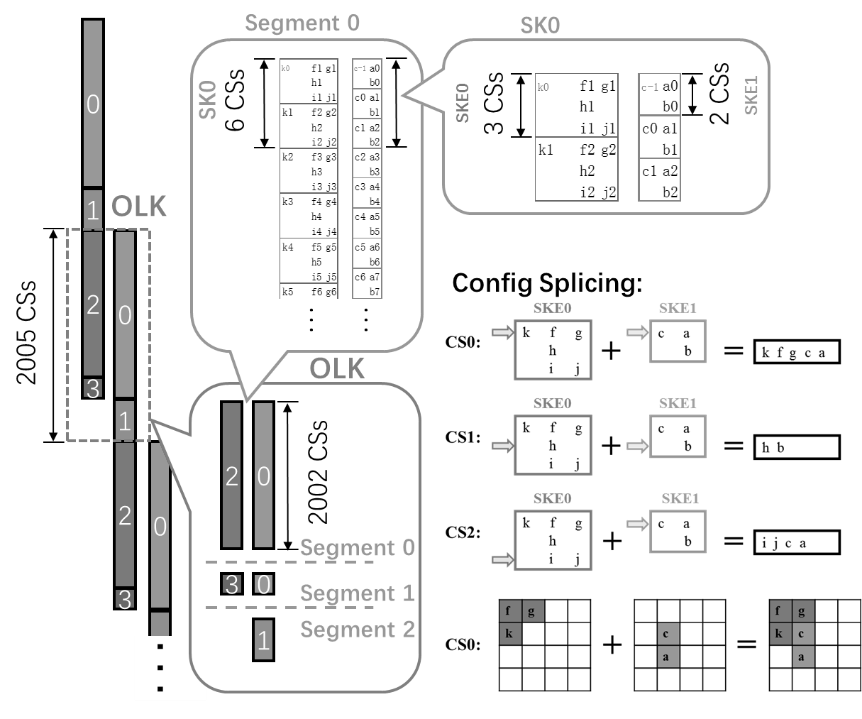 0
1
2
3
OLK
0
1
2
3
0
2005 CSs
Segment 0
SK0
6 CSs
k0 f1 g1 c-1 a0
h1 b0
i1 j1 c0 a1
k1 f2 g2 b1
h2 c1 a2
i2 j2 b2
k2 f3 g3 c2 a3
h3 b3
i3 j3 c3 a4
k3 f4 g4 b4
h4 c4 a5
i4 j4 b5
k4 f5 g5 c5 a6
h5 b6
i5 j5 c6 a7
k5 f6 g6 b7
SK0
SKE0
3 CSs
k0 f1 g1 c-1 a0
h1 b0
i1 j1 c0 a1
k1 f2 g2 b1
h2 c1 a2
i2 j2 b2
2 CSs
SKE1
OLK
2 0
2002 CSs
Segment 0
3 0
Segment 1
Segment 2
1
Config Splicing:
SKE0 SKE1
CS0: k f g + c a = k f g c a
h b
i j
SKE0 SKE1
CS1: k f g + c a = h b
h b
i j
SKE0 SKE1
CS2: k f g + c a = i j c a
h b
i j
f g f g
CS0: k + c = k c
a a